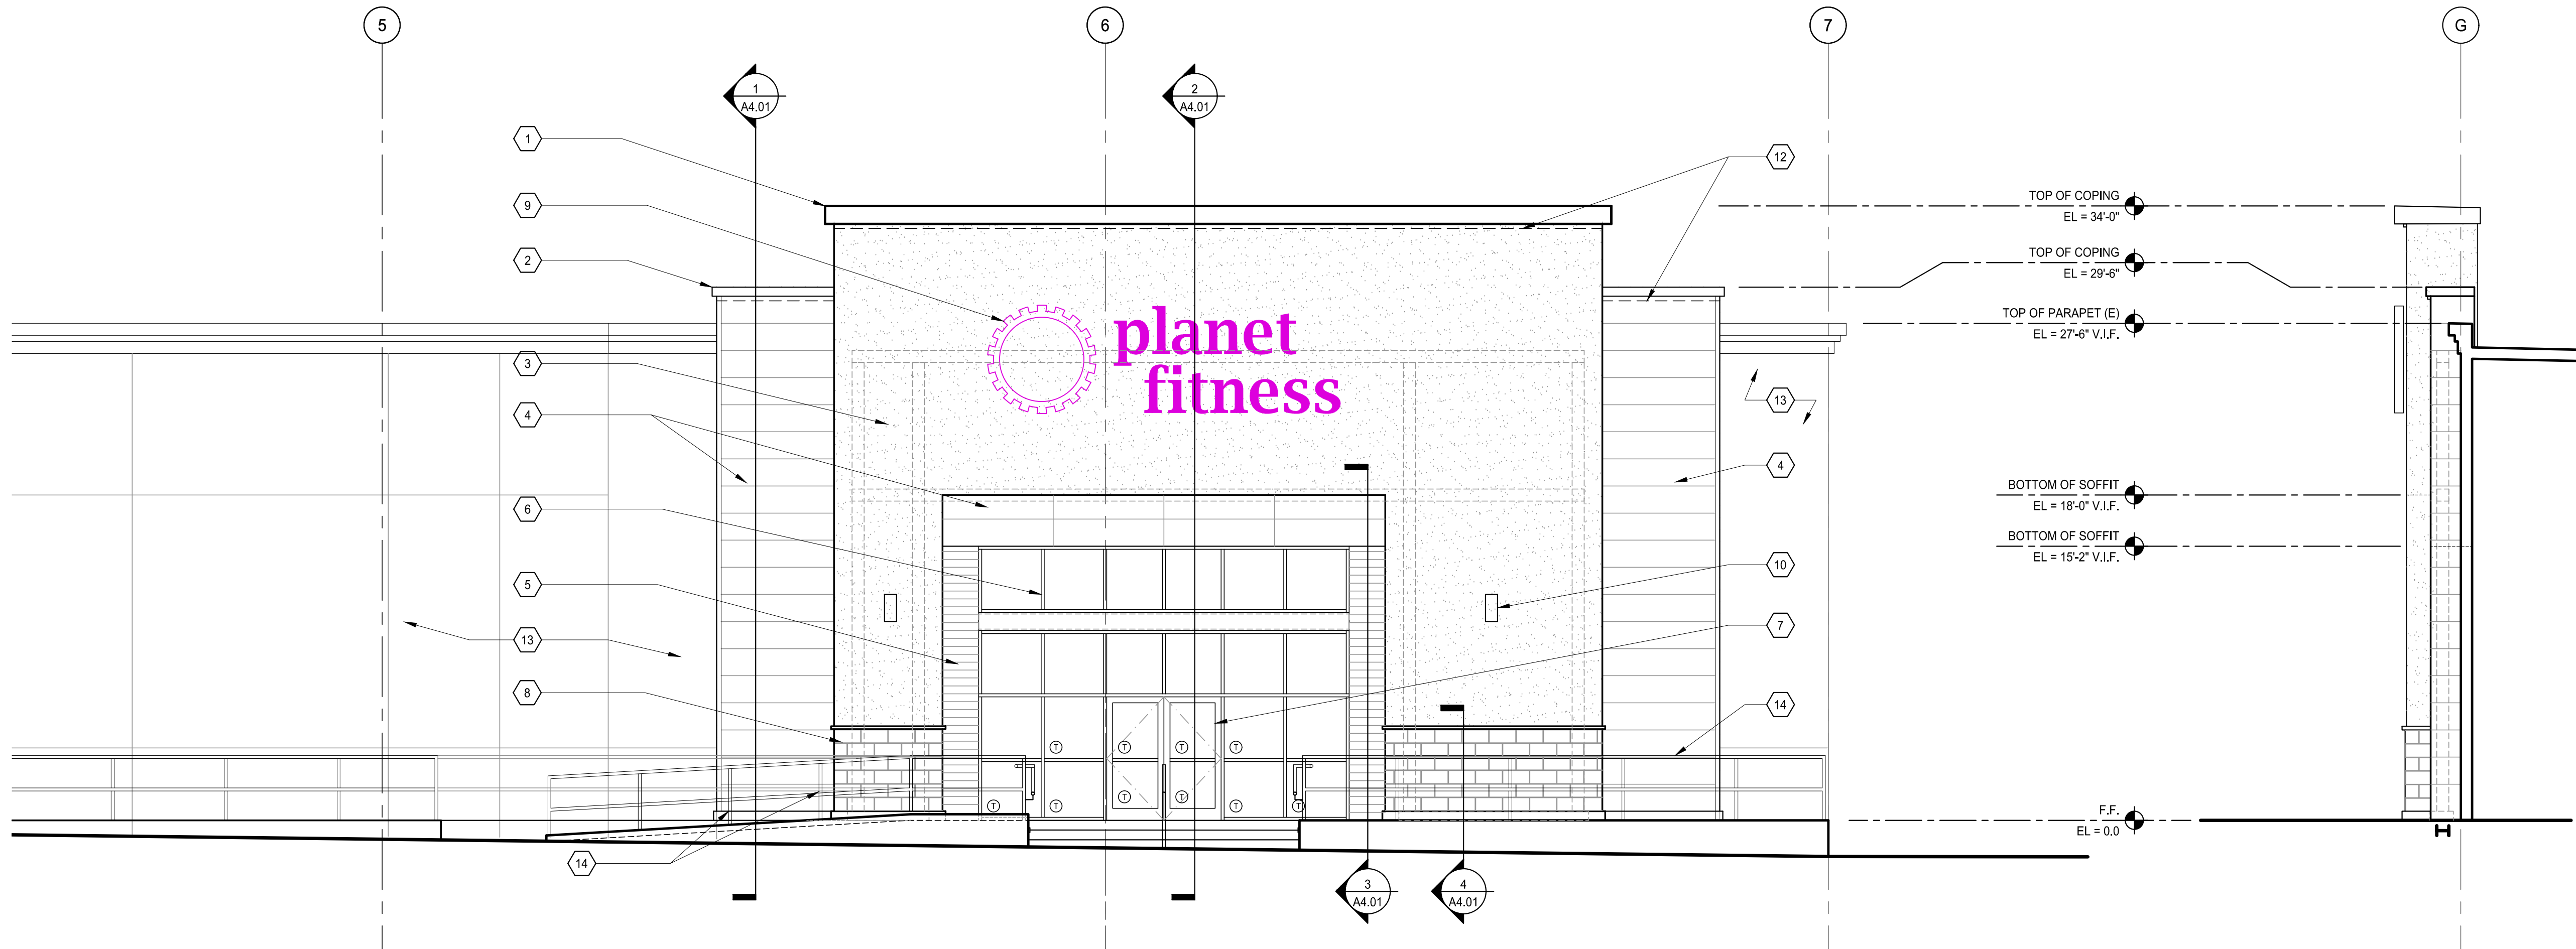 5
6
7
G
1
A4.01
2
A4.01
1
12
9
TOP OF COPING
EL = 34'-0"
2
TOP OF COPING
EL = 29'-6"
planet
fitness
TOP OF PARAPET (E)
EL = 27'-6" V.I.F.
3
13
4
4
BOTTOM OF SOFFIT
EL = 18'-0" V.I.F.
6
BOTTOM OF SOFFIT
EL = 15'-2" V.I.F.
10
5
7
13
8
14
T
T
T
T
T
T
T
T
T
T
F.F.
EL = 0.0
14
3
A4.01
4
A4.01